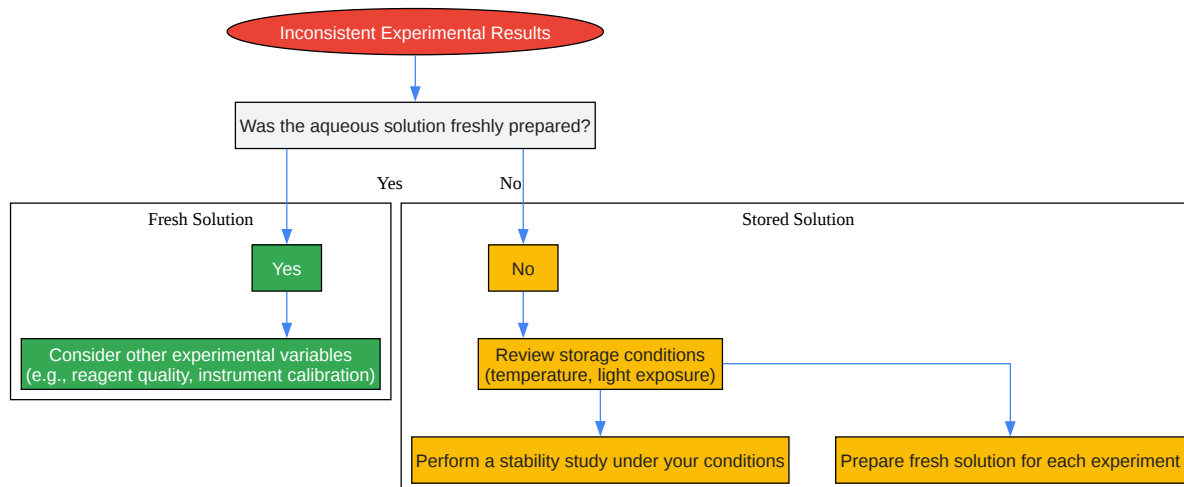 Inconsistent Experimental Results
Was the aqueous solution freshly prepared?
Yes
No
Fresh Solution
Stored Solution
Yes
No
Consider other experimental variables
(e.g., reagent quality, instrument calibration)
Review storage conditions
(temperature, light exposure)
Perform a stability study under your conditions
Prepare fresh solution for each experiment